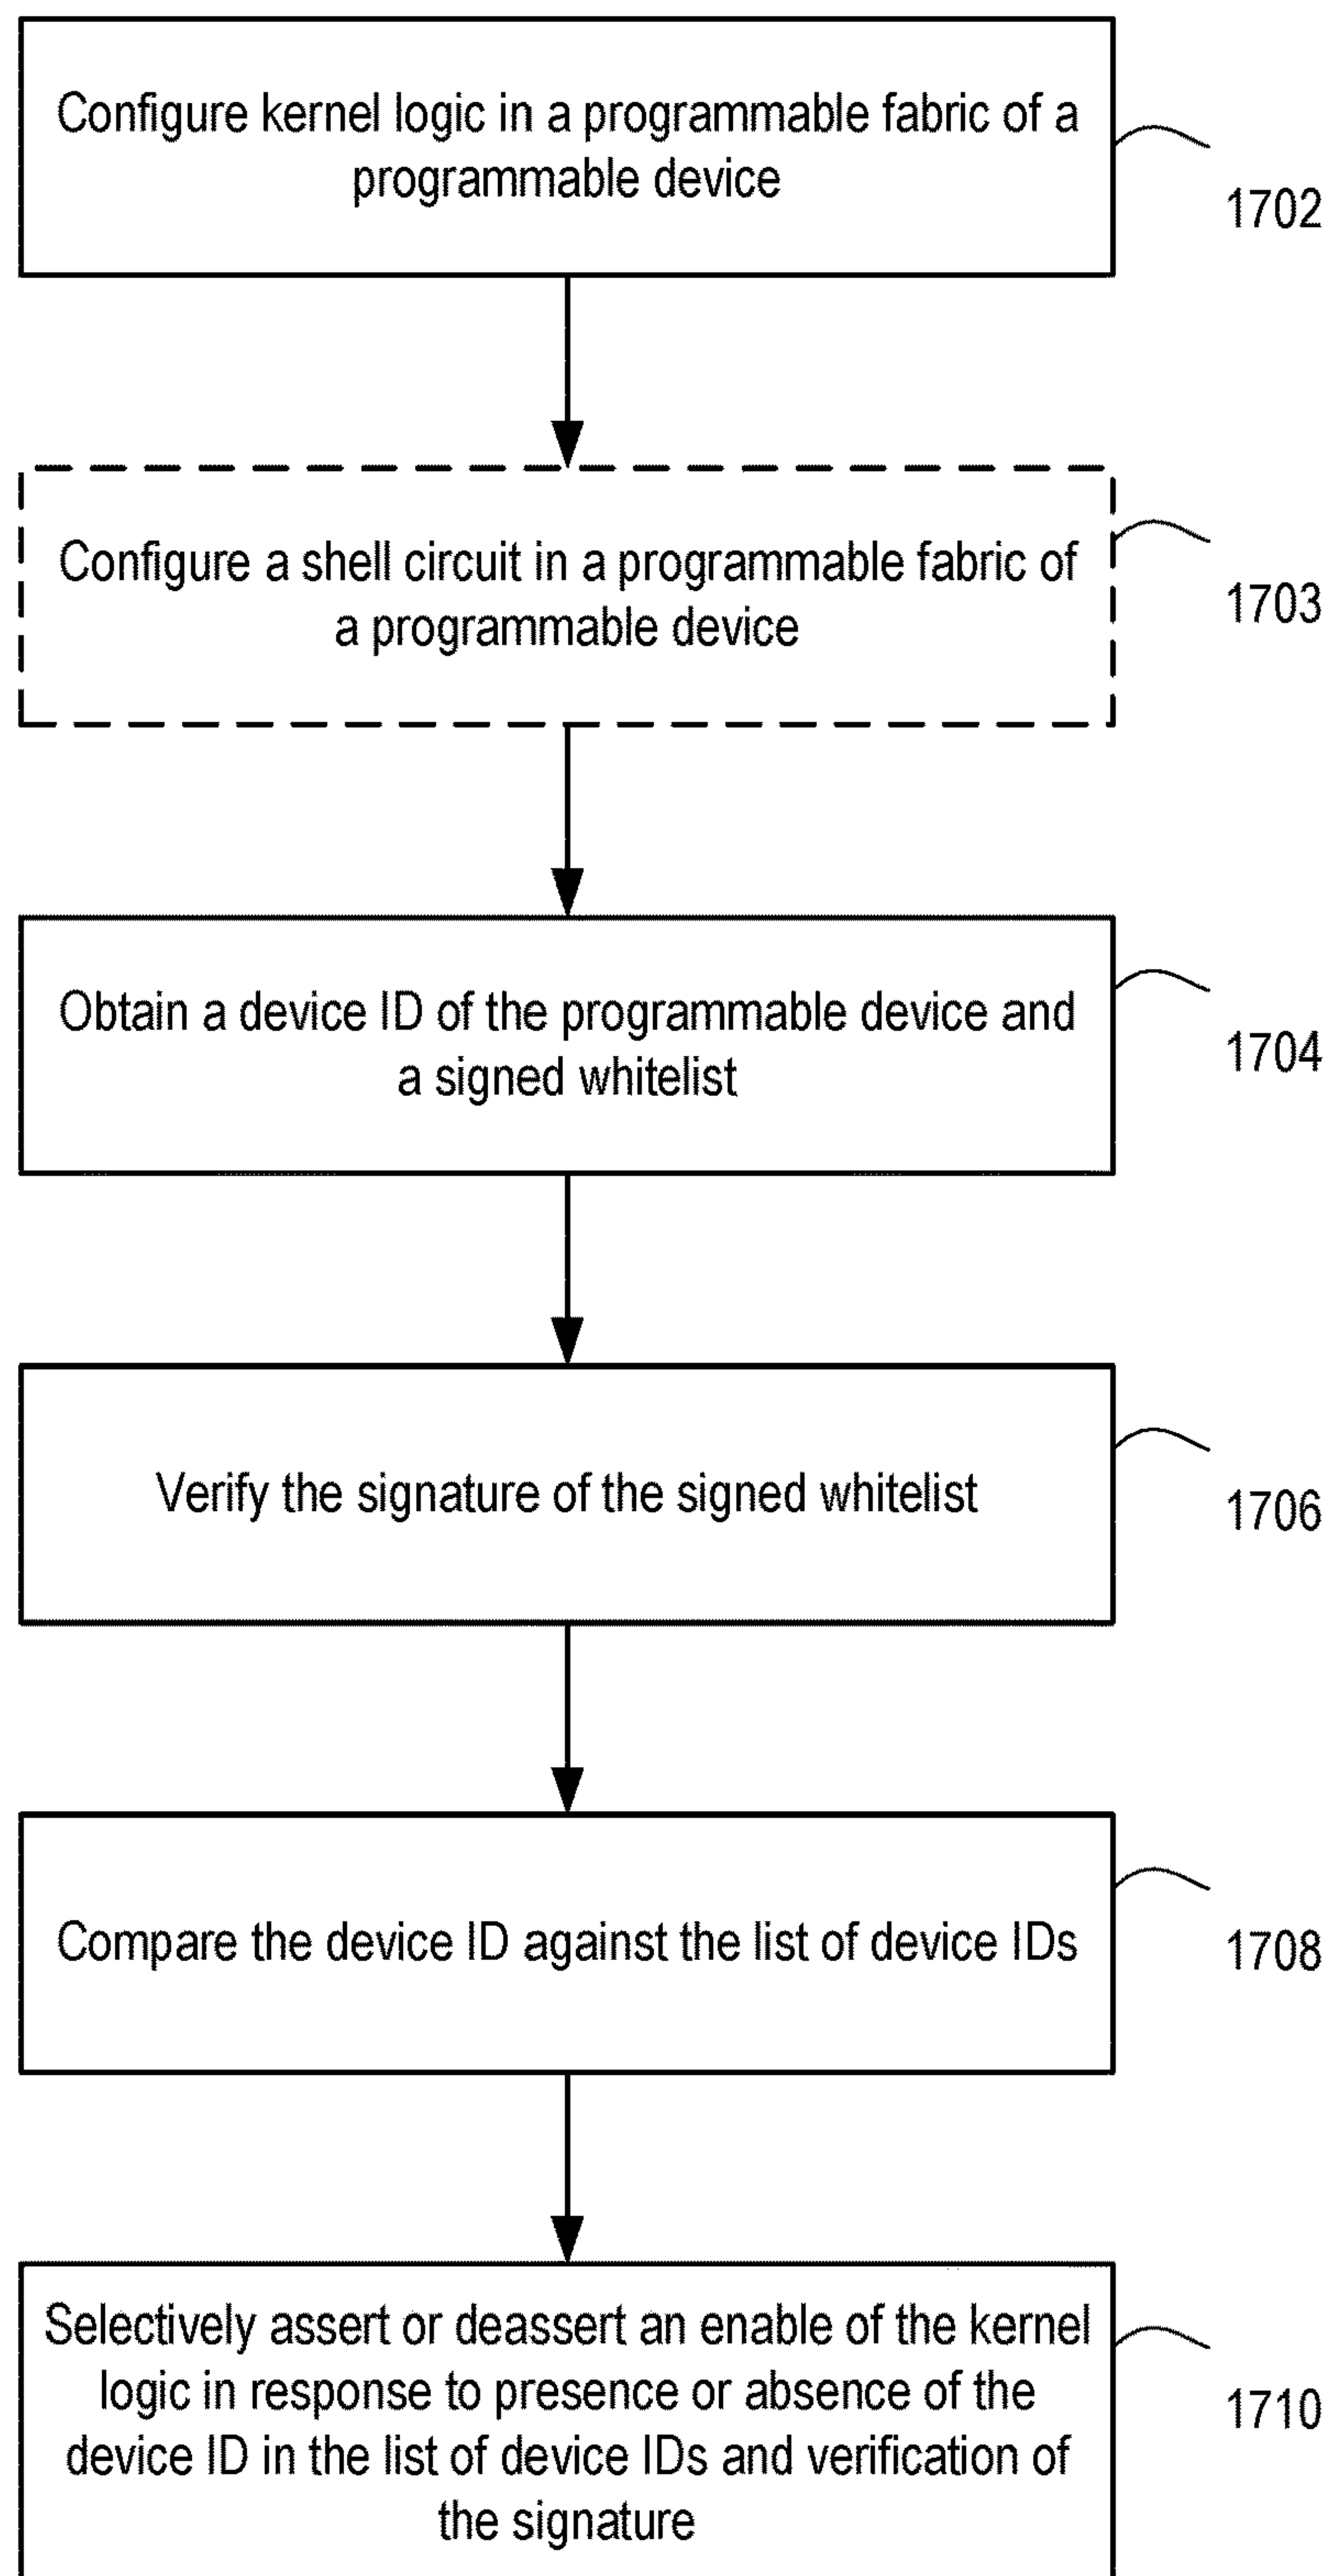 Configure kernel logic in a programmable fabric of a
programmable device
1702
Configure a shell circuit in a programmable fabric of
a programmable device
1703
Obtain a device ID of the programmable device and
a signed whitelist
1704
Verify the signature of the signed whitelist
1706
Compare the device ID against the list of device IDs
1708
Selectively assert or deassert an enable of the kernel
logic in response to presence or absence of the
device ID in the list of device IDs and verification of
the signature
1710